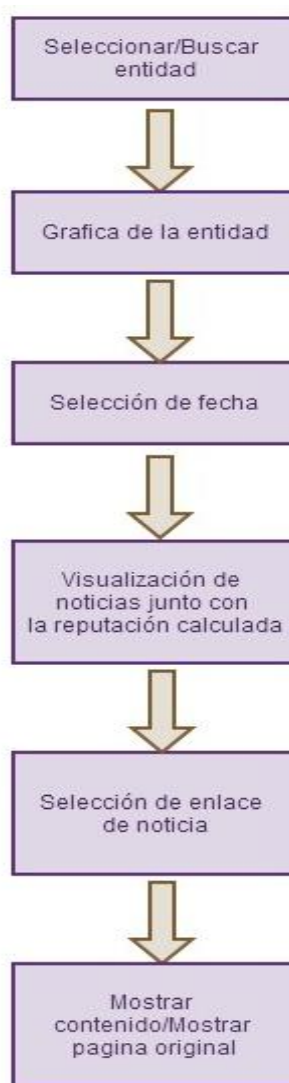 Seleccionar/Buscar
entidad
Grafica de la entidad
Selección de fecha
Visualización de
noticias junto con
la reputación calculada
Selección de enlace
de noticia
Mostrar
contenido/Mostrar
pagina original